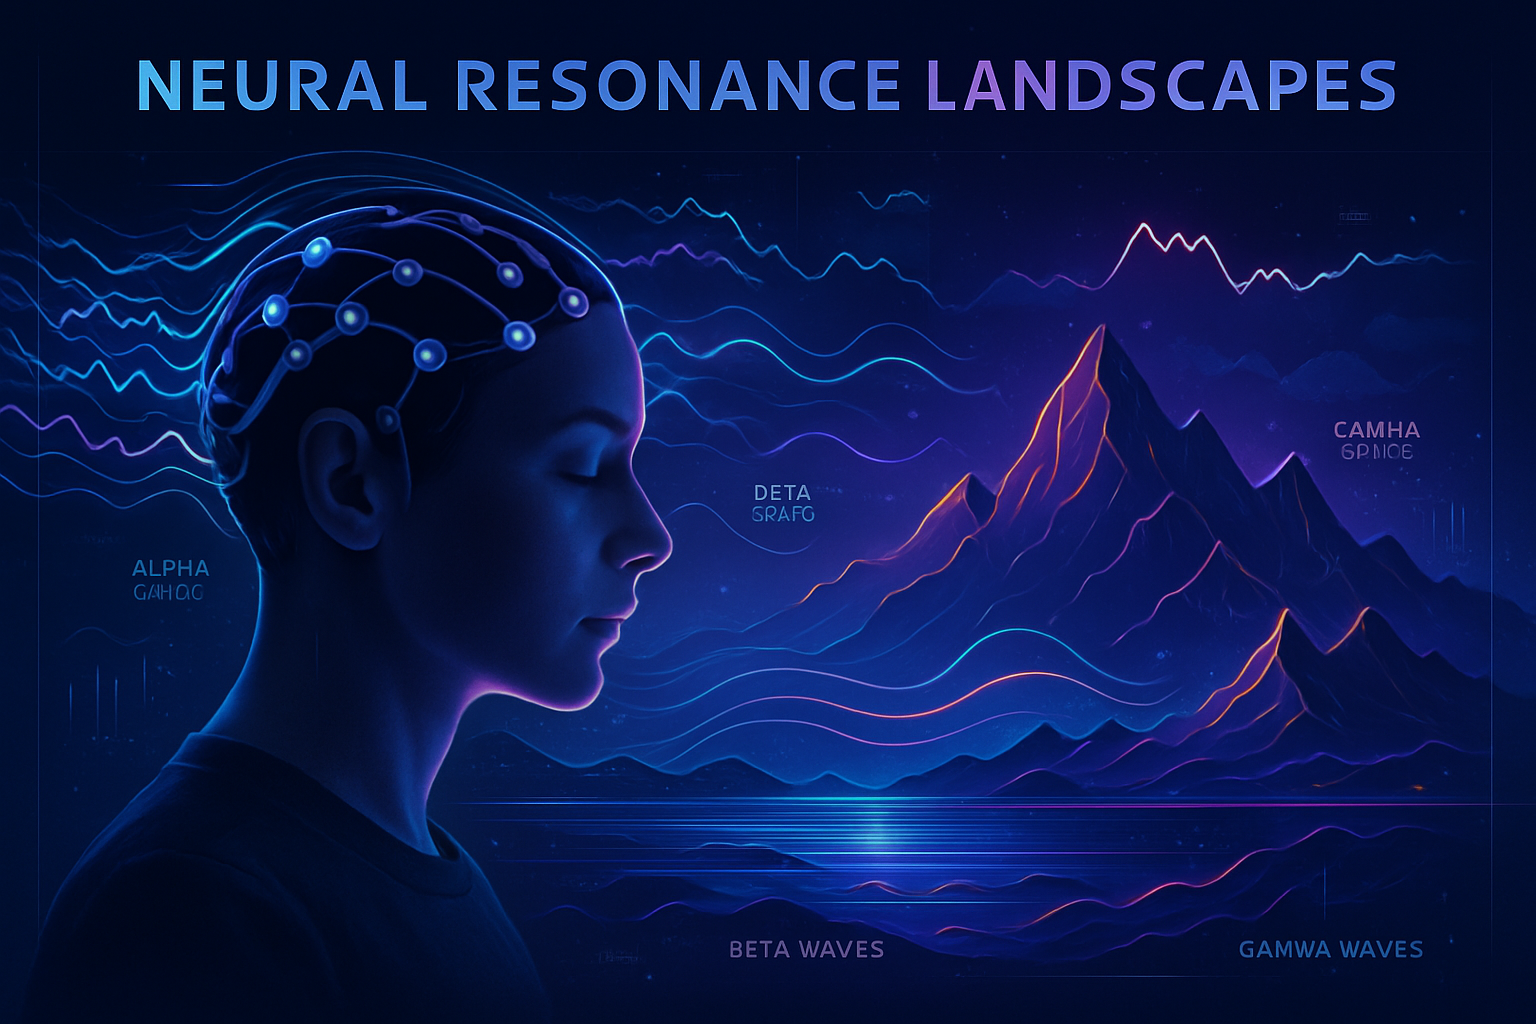 NEURAL RESONANCE LANDSCAPES
CAMHA
DETA
SRAFG
ALPHA
BETA WAVES
GAMWA WAVES